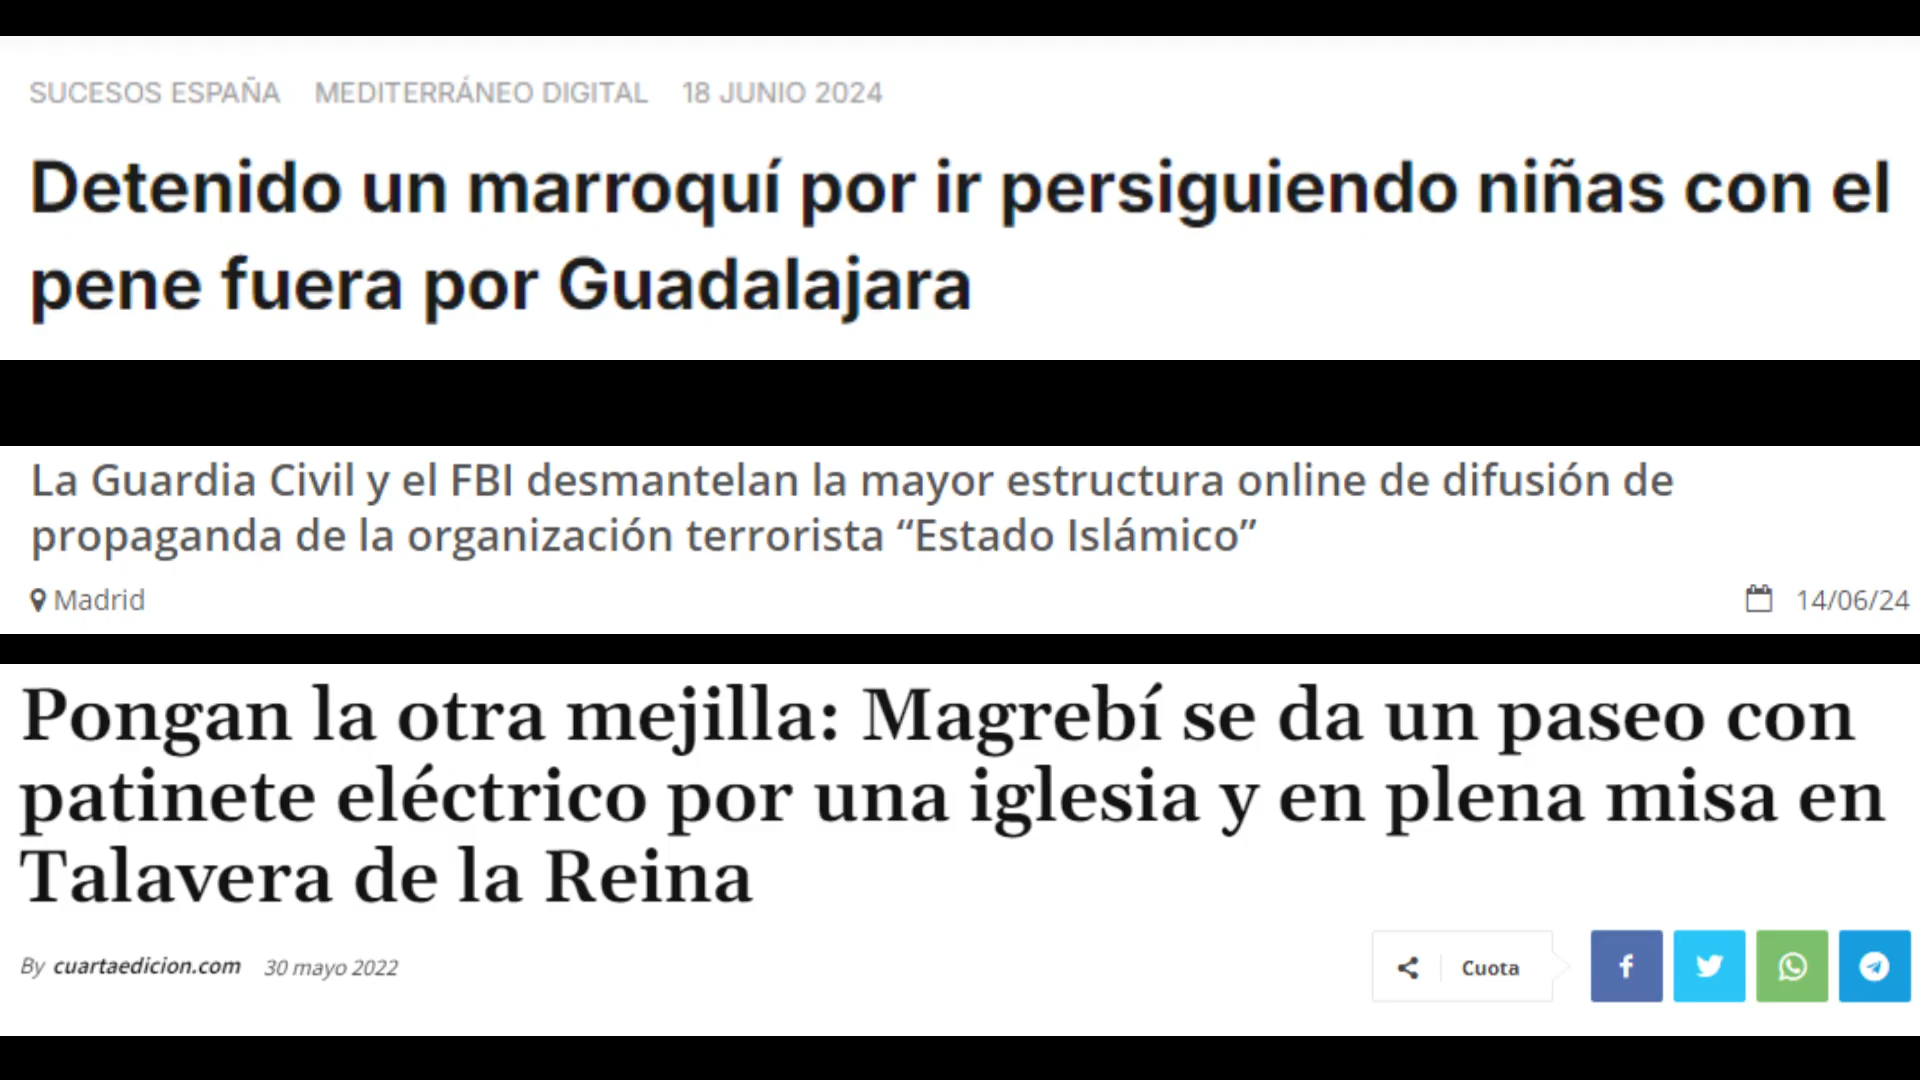 SUCESOS ESPAÑA MEDITERRÁNEO DIGITAL 18 JUNIO 2024
Detenido un marroquí por ir persiguiendo niñas con el
pene fuera por Guadalajara
La Guardia Civil y el FBI desmantelan la mayor estructura online de difusión de
propaganda de la organización terrorista “Estado Islámico”
Madrid 14/06/24
Pongan la otra mejilla: Magrebí se da un paseo con
patinete eléctrico por una iglesia y en plena misa en
Talavera de la Reina
By cuartaedicion.com 30 mayo 2022
Cuota